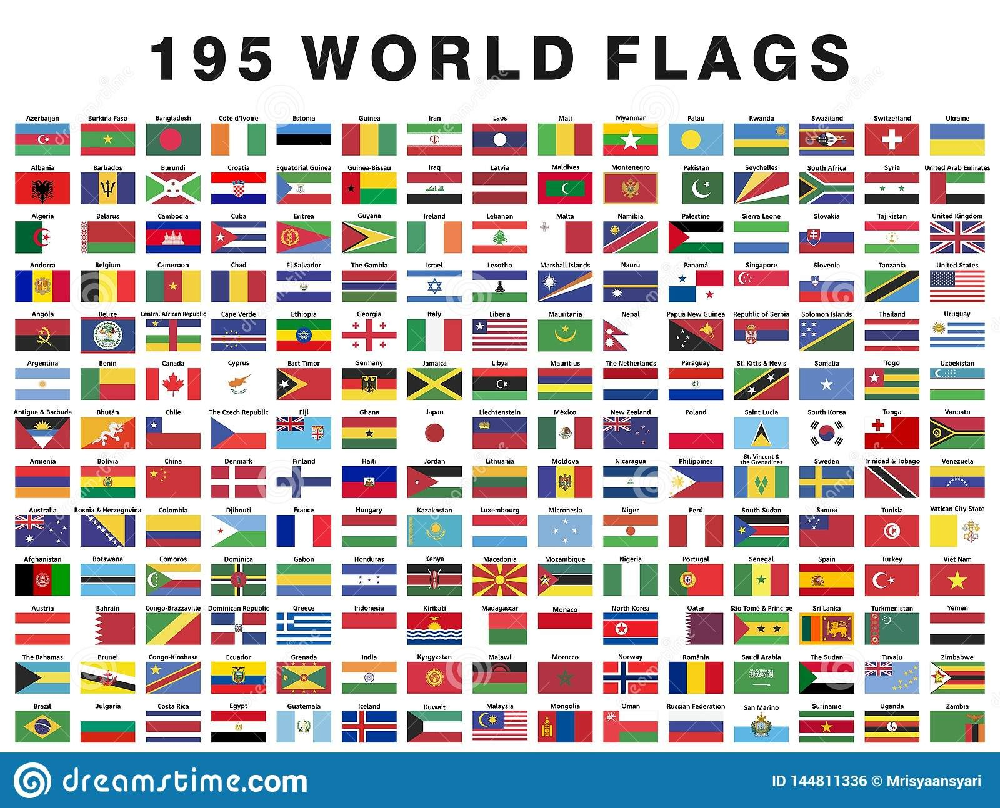 195 WORLD FLAGS
Azerbaijan Burkina Faso Bangladesh Côte d'Ivoire Estonia Guinea Irân Laos Mali Myanmar Palau Rwanda Swaziland Switzerland Ukraine
Albania Barbados Burundi Croatia Equatorial Guinea Guinea-Bissau Iraq Latvia Maldives Montenegro Pakistan Seychelles South Africa Syria United Arab Emirates
Algeria Belarus Cambodia Cuba Eritrea Guyana Ireland Lebanon Malta Namibia Palestine Sierra Leone Slovakia Tajikistan United Kingdom
Andorra Belgium Cameroon Chad El Salvador The Gambia Israel Lesotho Marshall Islands Nauru Panamá Singapore Slovenia Tanzania United States
Angola Belize Central African Republic Cape Verde Ethiopia Georgia Italy Liberia Mauritania Nepal Papua New Guinea Republic of Serbia Solomon Islands Thailand Uruguay
Argentina Benin Canada Cyprus East Timor Germany Jamaica Libya Mauritius The Netherlands Paraguay St. Kitts & Nevis Somalia Togo Uzbekistan
Antigua & Barbuda Bhután Chile The Czech Republic Fiji Ghana Japan Liechtenstein México New Zealand Poland Saint Lucia South Korea Tonga Vanuatu
Armenia Bolivia China Denmark Finland Haiti Jordan Lithuania Moldova Nicaragua Philippines St. Vincent & the Grenadines Sweden Trinidad & Tobago Venezuela
Australia Bosnia & Herzegovina Colombia Djibouti France Hungary Kazakhstan Luxembourg Micronesia Niger Perú South Sudan Samoa Tunisia Vatican City State
Afghanistan Botswana Comoros Dominica Gabon Honduras Kenya Macedonia Mozambique Nigeria Portugal Senegal Spain Turkey Viêt Nam
Austria Bahrain Congo-Brazzaville Dominican Republic Greece Indonesia Kiribati Madagascar Monaco North Korea Qatar São Tomé & Príncipe Sri Lanka Turkmenistan Yemen
The Bahamas Brunei Congo-Kinshasa Ecuador Grenada India Kyrgyzstan Malawi Morocco Norway România Saudi Arabia The Sudan Tuvalu Zimbabwe
Brazil Bulgaria Costa Rica Egypt Guatemala Iceland Kuwait Malaysia Mongolia Oman Russian Federation San Marino Suriname Uganda Zambia
dreamstime.com
ID 144811336 © Mrisyaansyari